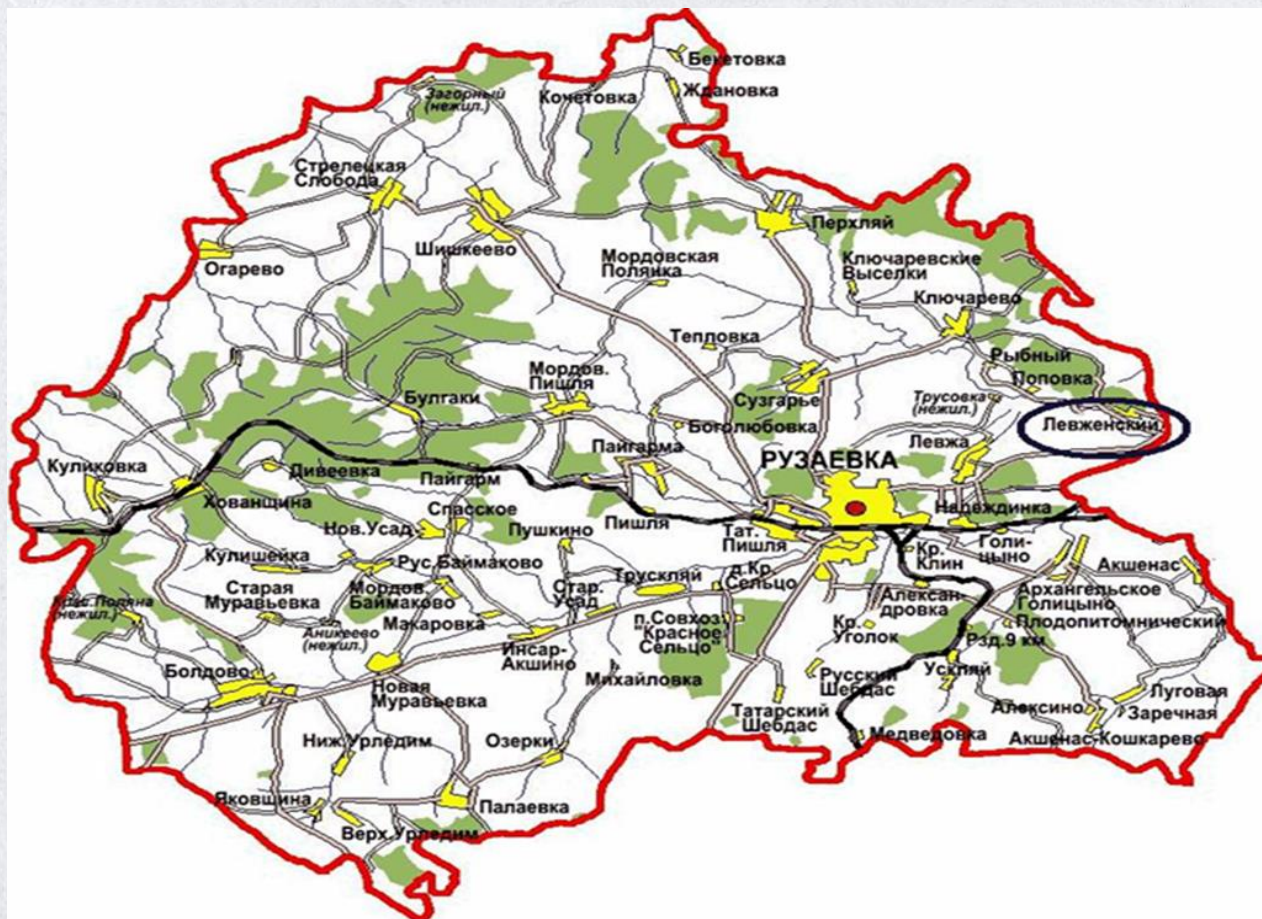 Бекетовка
Ждановка
Кочетовка
Загорный
(нежил.)
Стрелецкая
Слобода
Шишкеево
Огарево
Перхляй
Мордовская
Полянка
Ключаревские
Выселки
Ключарево
Тепловка
Рыбный
Поповка
Мордов.
Пишля
Сузгарье
Трусовка
(нежил.)
Булгаки
Боголюбовка
Левженский
Левжа
Пайгарма
РУЗАЕВКА
Куликовка
Дивеевка
Пайгарм
Хованщина
Надеждинка
Спасское
Нов.Усад
Пушкино
Пишля
Тат.
Пишля
Голи-
цыно
Кр.
Клин
Кулишейка
Рус.Баймаково
Трускляй
д.Кр.
Сельцо
Акшенас
Старая
Муравьевка
Мордов.
Баймаково
Стар.
Усад
Алексан-
дровка
Архангельское
Голицыно
Плодопитомнический
Крас.Поляна
(нежил.)
Аникеево
(нежил.)
Макаровка
п.Совхоз
"Красное
Сельцо"
Кр.
Уголок
Рзд.9 км
Инсар-
Акшино
Болдово
Михайловка
Русский
Шебдас
Ускляй
Новая
Муравьевка
Татарский
Шебдас
Алексино
Луговая
Заречная
Ниж.Урледим
Озерки
Медведовка
Акшенас-Кошкарево
Яковщина
Палаевка
Верх.Урледим